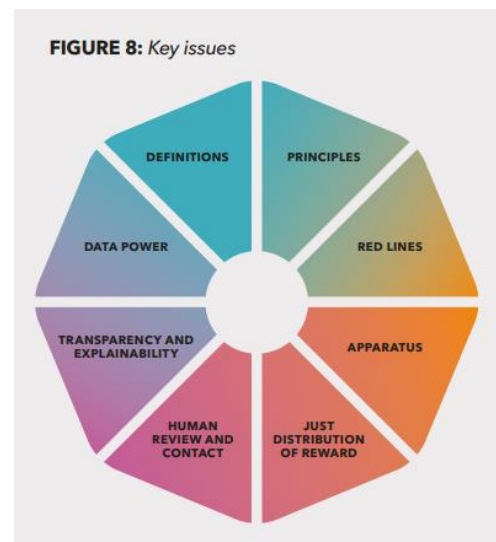 FIGURE 8: Key issues
DEFINITIONS
PRINCIPLES
DATA POWER
RED LINES
TRANSPARENCY AND
EXPLAINABILITY
APPARATUS
HUMAN
REVIEW AND
CONTACT
JUST
DISTRIBUTION
OF REWARD